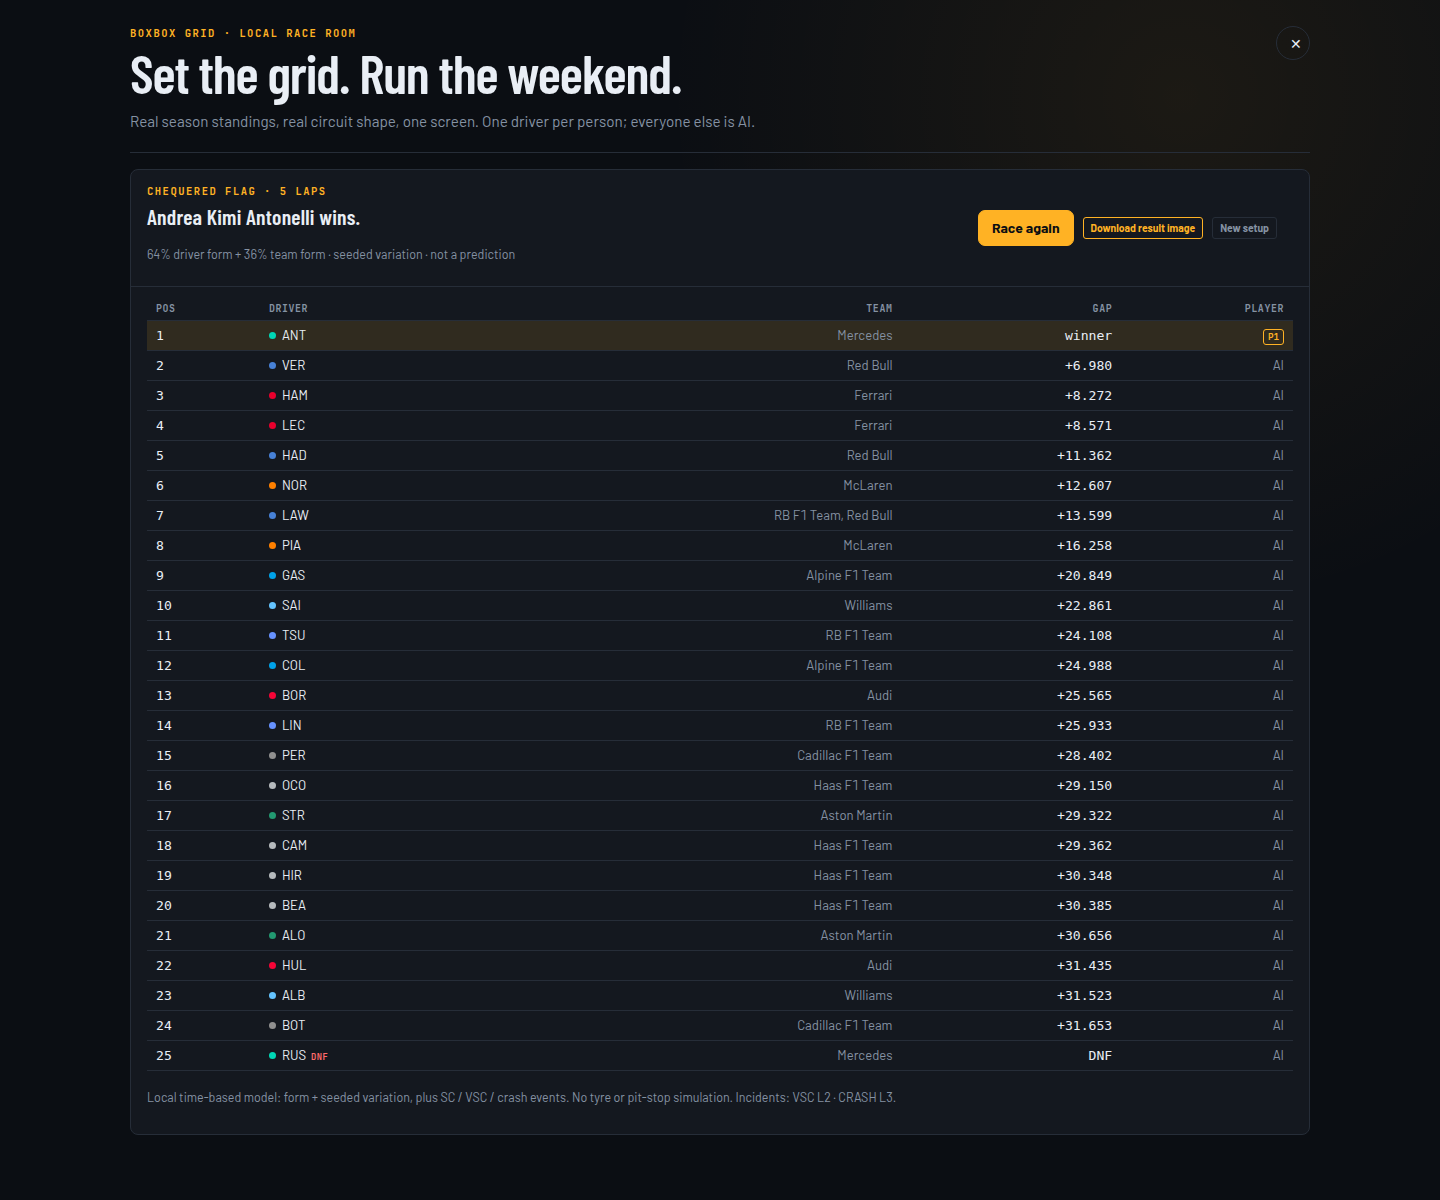 BOXBOX GRID · LOCAL RACE ROOM
✕
Set the grid. Run the weekend.
Real season standings, real circuit shape, one screen. One driver per person; everyone else is AI.
CHEQUERED FLAG · 5 LAPS
Andrea Kimi Antonelli wins.
64% driver form + 36% team form · seeded variation · not a prediction
Race again Download result image New setup
POS DRIVER TEAM GAP PLAYER
1 ANT Mercedes winner P1
2 VER Red Bull +6.980 AI
3 HAM Ferrari +8.272 AI
4 LEC Ferrari +8.571 AI
5 HAD Red Bull +11.362 AI
6 NOR McLaren +12.607 AI
7 LAW RB F1 Team, Red Bull +13.599 AI
8 PIA McLaren +16.258 AI
9 GAS Alpine F1 Team +20.849 AI
10 SAI Williams +22.861 AI
11 TSU RB F1 Team +24.108 AI
12 COL Alpine F1 Team +24.988 AI
13 BOR Audi +25.565 AI
14 LIN RB F1 Team +25.933 AI
15 PER Cadillac F1 Team +28.402 AI
16 OCO Haas F1 Team +29.150 AI
17 STR Aston Martin +29.322 AI
18 CAM Haas F1 Team +29.362 AI
19 HIR Haas F1 Team +30.348 AI
20 BEA Haas F1 Team +30.385 AI
21 ALO Aston Martin +30.656 AI
22 HUL Audi +31.435 AI
23 ALB Williams +31.523 AI
24 BOT Cadillac F1 Team +31.653 AI
25 RUS DNF Mercedes DNF AI
Local time-based model: form + seeded variation, plus SC / VSC / crash events. No tyre or pit-stop simulation. Incidents: VSC L2 · CRASH L3.